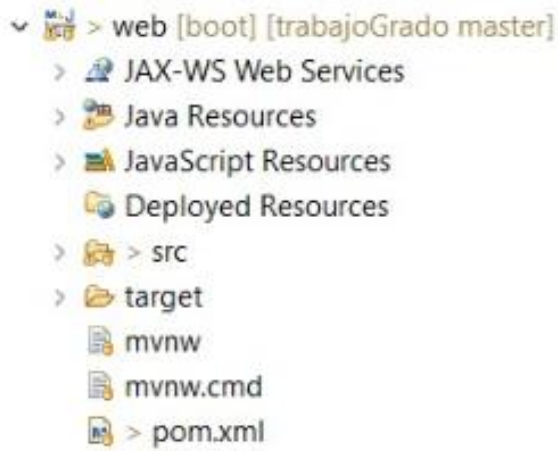 > web [boot] [trabajoGrado master]
JAX-WS Web Services
Java Resources
JavaScript Resources
Deployed Resources
> src
target
mvnw
mvnw.cmd
> pom.xml